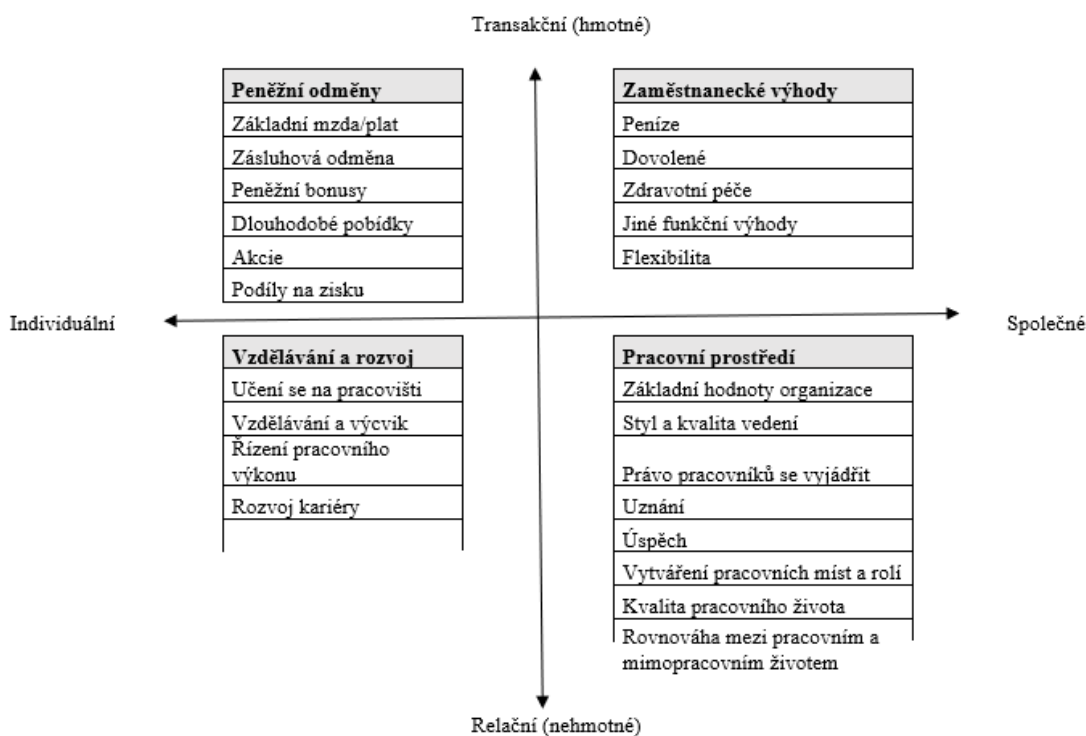 Transakční (hmotné)
Peněžní odměny
Základní mzda/plat
Zásluhová odměna
Peněžní bonusy
Dlouhodobé pobídky
Akcie
Podíly na zisku
Zaměstnanecké výhody
Peníze
Dovolené
Zdravotní péče
Jiné funkční výhody
Flexibilita
Individuální
Společné
Vzdělávání a rozvoj
Učení se na pracovišti
Vzdělávání a výcvik
Řízení pracovního
výkonu
Rozvoj kariéry
Pracovní prostředí
Základní hodnoty organizace
Styl a kvalita vedení
Právo pracovníků se vyjádřit
Uznání
Úspěch
Vytváření pracovních míst a rolí
Kvalita pracovního života
Rovnováha mezi pracovním a
mimopracovním životem
Relační (nehmotné)